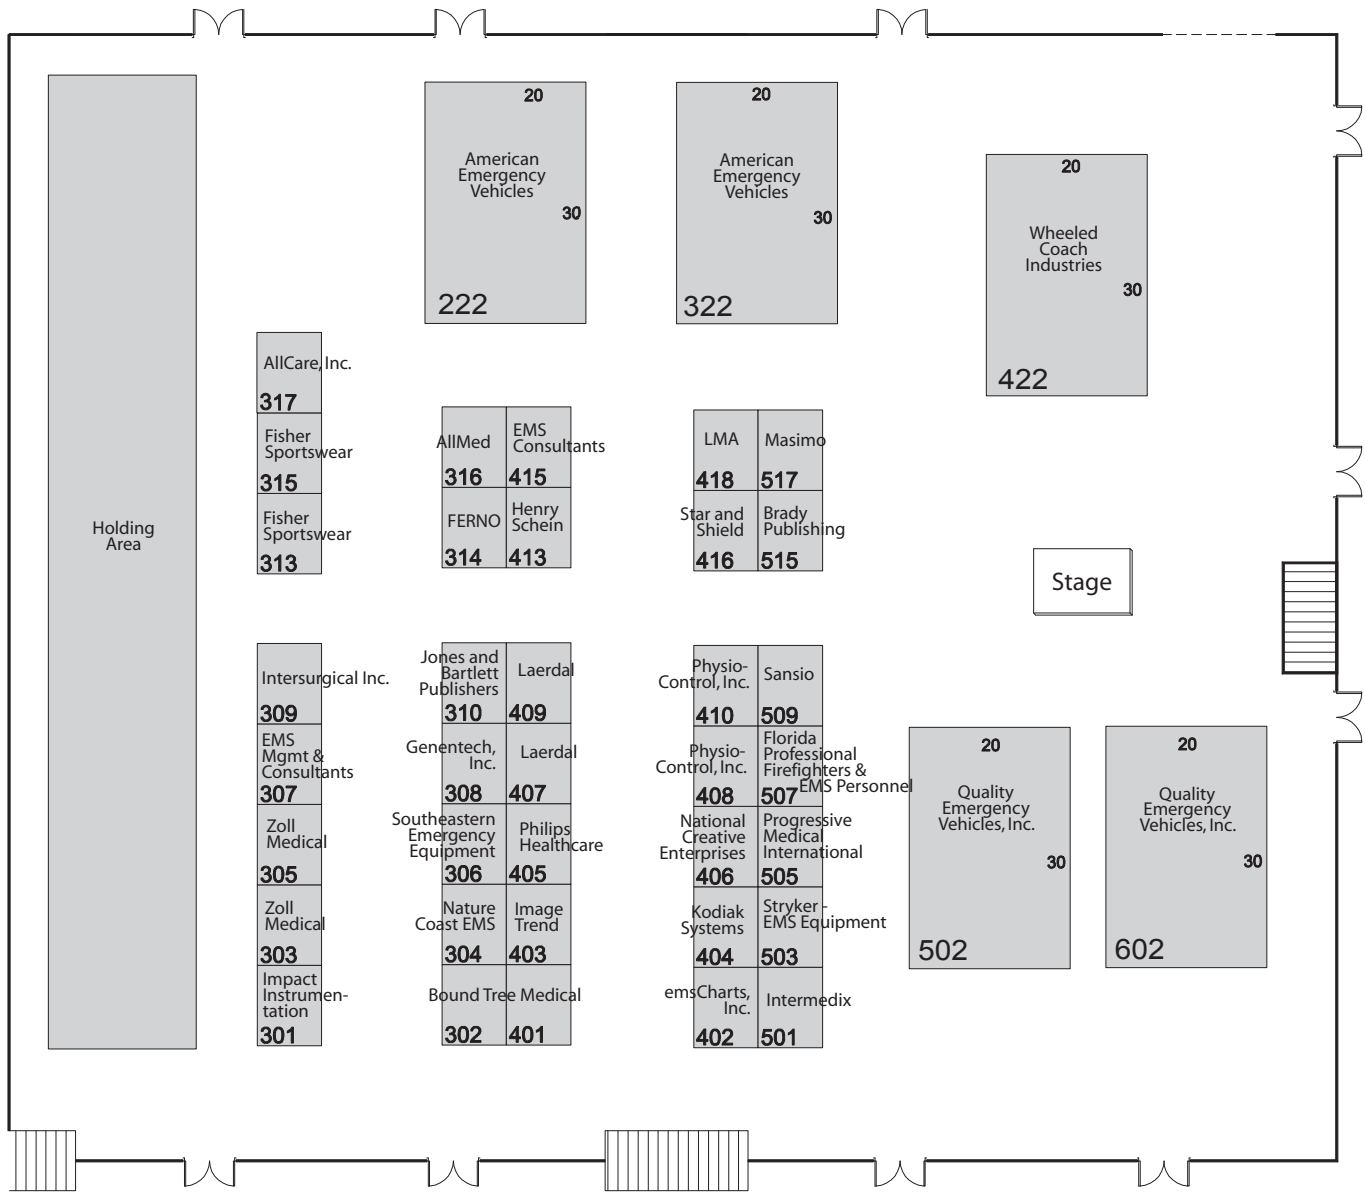 20
American
Emergency
Vehicles
30
222
20
American
Emergency
Vehicles
30
322
20
Wheeled
Coach
Industries
30
422
Holding
Area
AllCare, Inc.
317
Fisher
Sportswear
315
Fisher
Sportswear
313
AllMed
316
EMS
Consultants
415
FERNO
314
Henry
Schein
413
LMA
418
Masimo
517
Star and
Shield
416
Brady
Publishing
515
Stage
Intersurgical Inc.
309
EMS
Mgmt &
Consultants
307
Zoll
Medical
305
Zoll
Medical
303
Impact
Instrumen-
tation
301
Jones and
Bartlett
Publishers
310
Laerdal
409
Genentech,
Inc.
308
Laerdal
407
Southeastern
Emergency
Equipment
306
Philips
Healthcare
405
Nature
Coast EMS
304
Image
Trend
403
Bound Tree Medical
302
401
Physio-
Control, Inc.
410
Sansio
509
Physio-
Control, Inc.
408
Florida
Professional
Firefighters &
EMS Personnel
507
National
Creative
Enterprises
406
Progressive
Medical
International
505
Kodiak
Systems
404
Stryker -
EMS Equipment
503
emsCharts,
Inc.
402
Intermedix
501
20
Quality
Emergency
Vehicles, Inc.
30
502
20
Quality
Emergency
Vehicles, Inc.
30
602